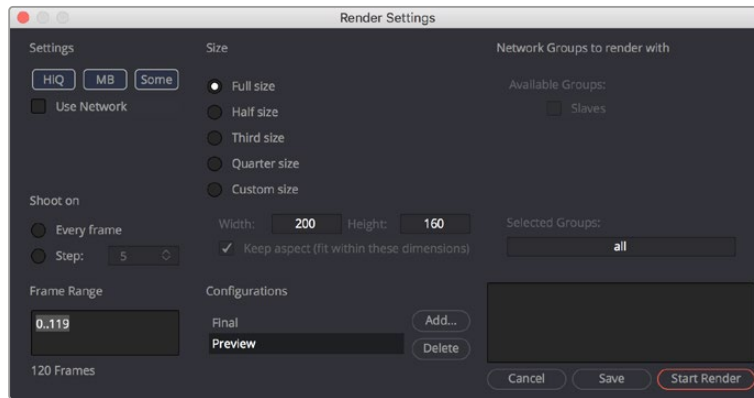 Render Settings
Settings
HiQ MB Some
Use Network
Shoot on
Every frame
Step: 5
Frame Range
0..119
120 Frames
Size
Full size
Half size
Third size
Quarter size
Custom size
Width: 200 Height: 160
Keep aspect (fit within these dimensions)
Configurations
Final
Preview
Add...
Delete
Network Groups to render with
Available Groups:
Slaves
Selected Groups:
all
Cancel Save Start Render